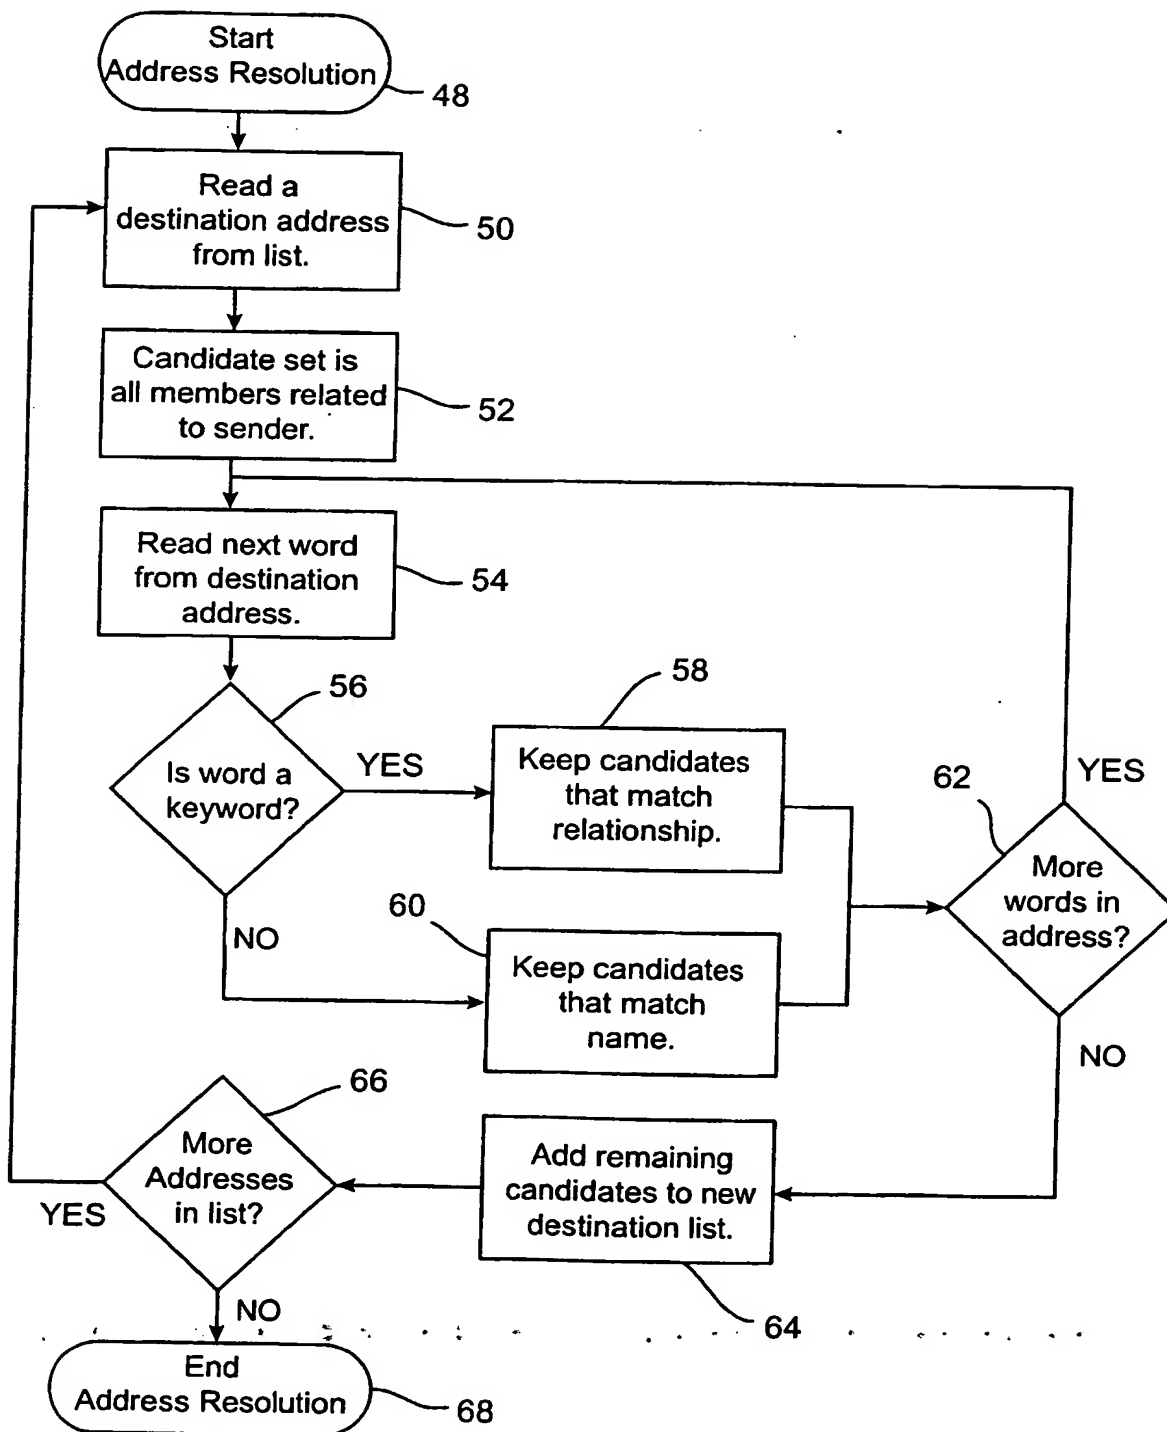 Start
Address Resolution
48
Read a
destination address
from list.
50
Candidate set is
all members related
to sender.
52
Read next word
from destination
address.
54
56
Is word a
keyword?
YES
NO
58
Keep candidates
that match
relationship.
60
Keep candidates
that match
name.
62
More
words in
address?
YES
NO
Add remaining
candidates to new
destination list.
64
66
More
Addresses
in list?
YES
NO
End
Address Resolution
68